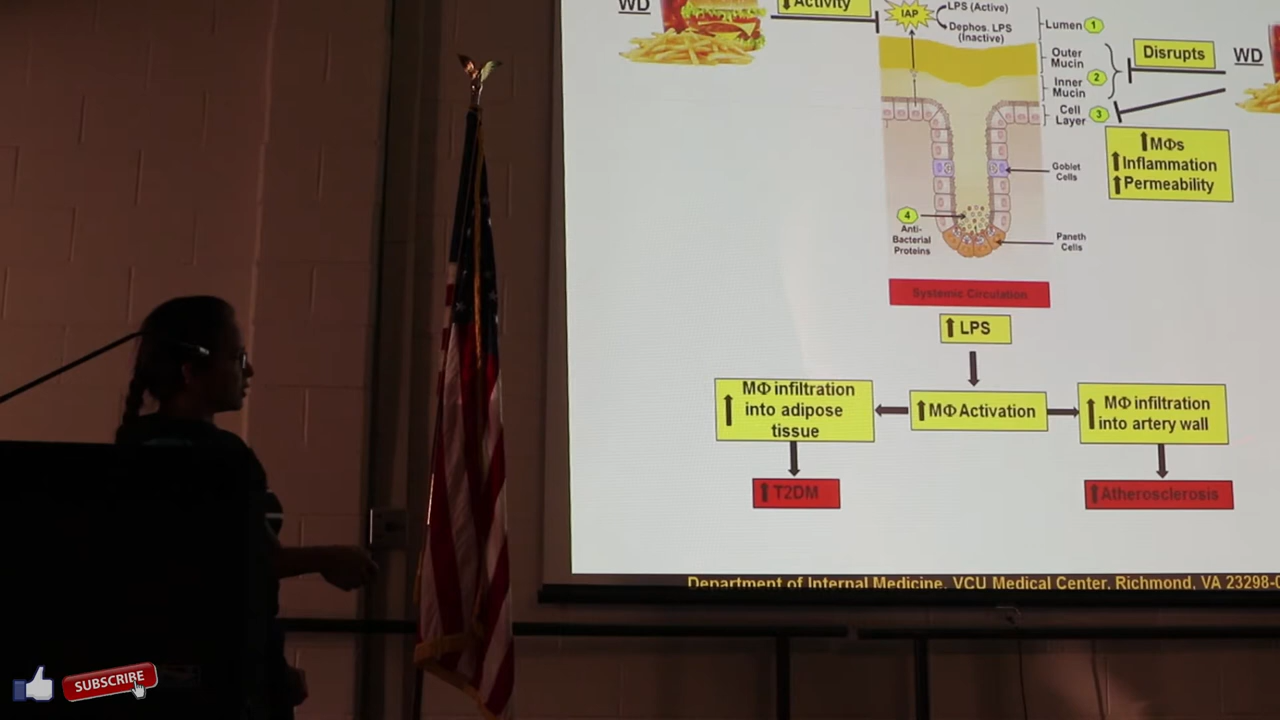 WD
Activity
IAP
LPS (Active)
Dephos. LPS
(Inactive)
Lumen 1
Outer
Mucin
2
Inner
Mucin
Cell
Layer 3
Disrupts
WD
MΦs
Inflammation
Permeability
Goblet
Cells
4
Anti-
Bacterial
Proteins
Paneth
Cells
Systemic Circulation
LPS
MΦ infiltration
into adipose
tissue
MΦ Activation
MΦ infiltration
into artery wall
T2DM
Atherosclerosis
Department of Internal Medicine, VCU Medical Center, Richmond, VA 23298-0
SUBSCRIBE